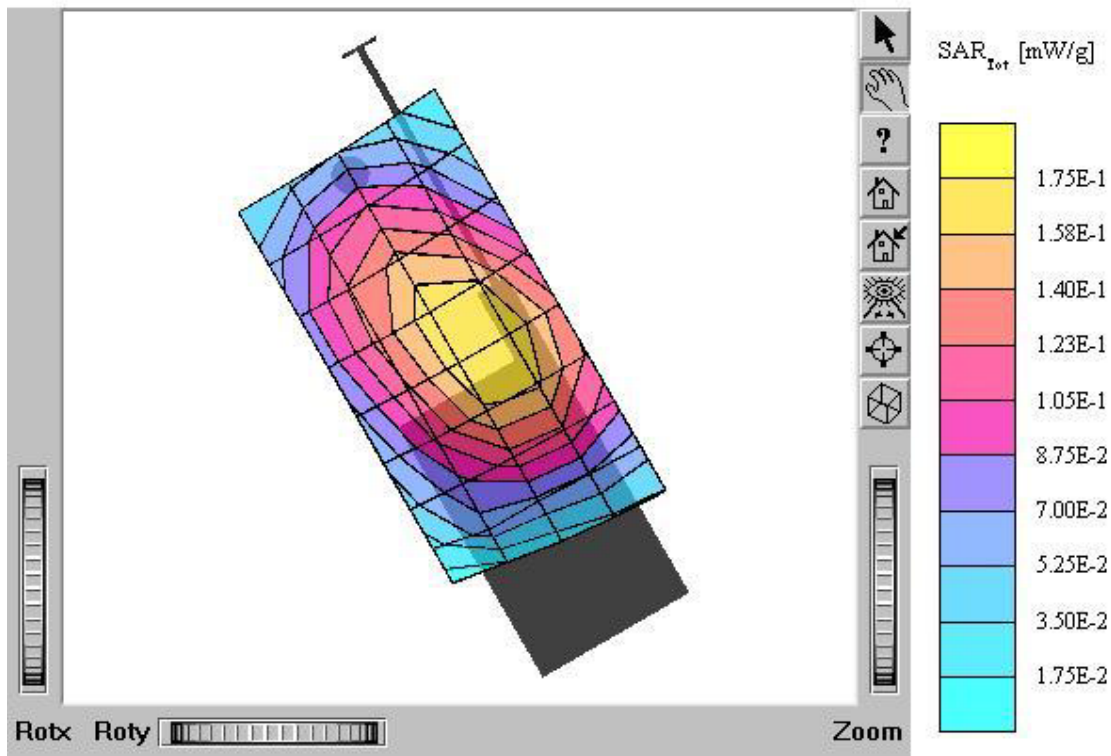 SAR_Tot [mW/g]
?
1.75E-1
1.58E-1
1.40E-1
1.23E-1
1.05E-1
8.75E-2
7.00E-2
5.25E-2
3.50E-2
1.75E-2
Rotx Roty Zoom